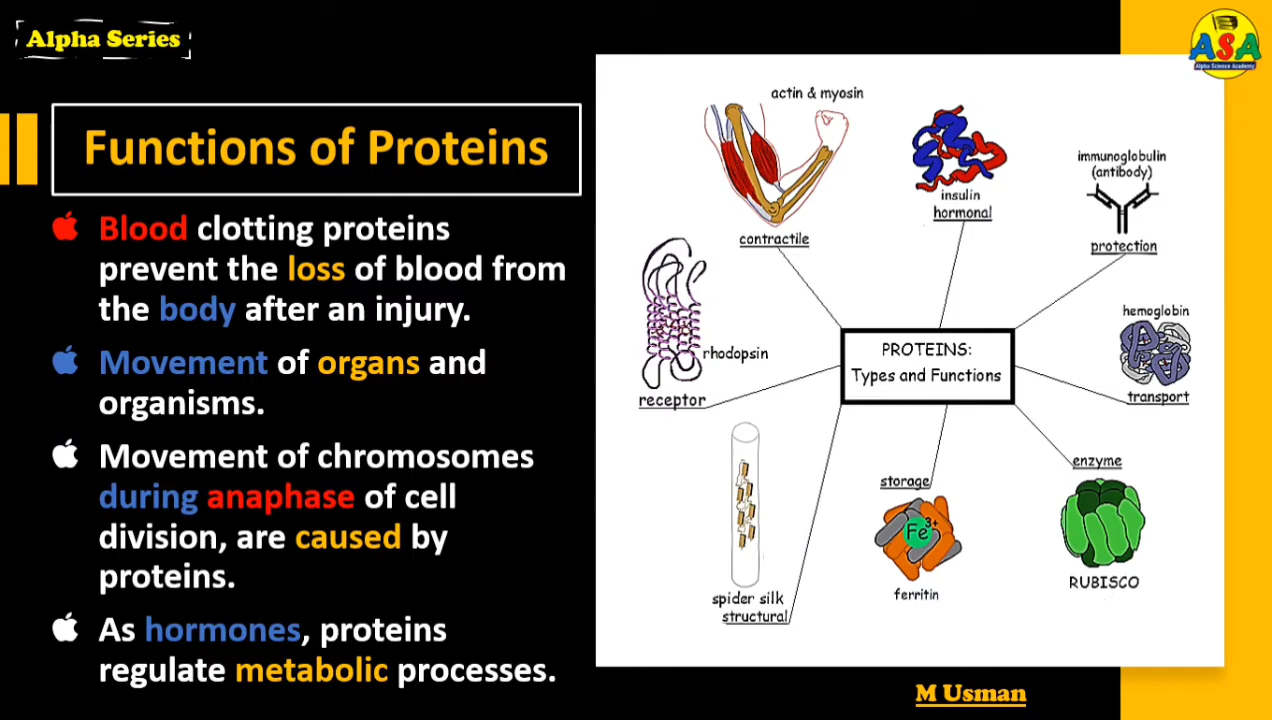 Alpha Series
ASA
Alpha Science Academy
Functions of Proteins
Blood clotting proteins
prevent the loss of blood from
the body after an injury.
Movement of organs and
organisms.
Movement of chromosomes
during anaphase of cell
division, are caused by
proteins.
As hormones, proteins
regulate metabolic processes.
actin & myosin
contractile
insulin
hormonal
immunoglobulin
(antibody)
protection
rhodopsin
receptor
PROTEINS:
Types and Functions
hemoglobin
transport
spider silk
structural
storage
Fe3+
ferritin
enzyme
RUBISCO
M Usman